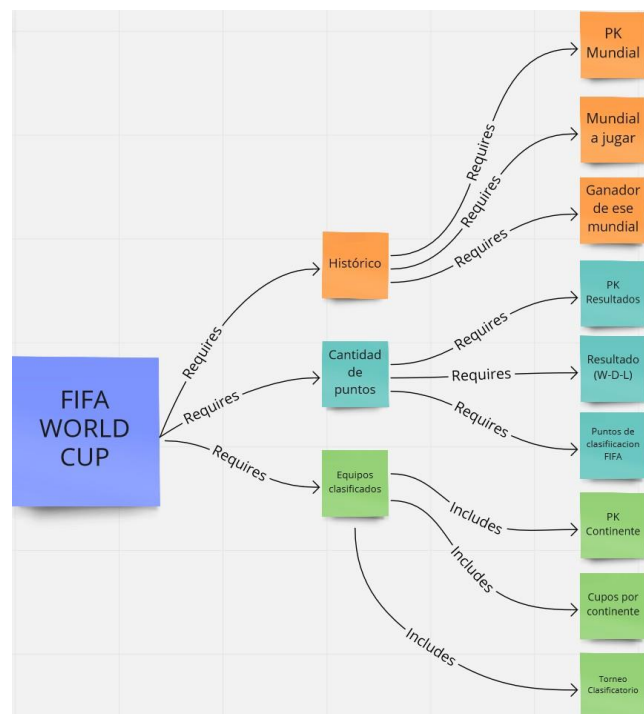 PK
Mundial
Requires
Mundial
a jugar
Requires
Ganador
de ese
mundial
Requires
Histórico
Requires
PK
Resultados
Requires
Cantidad
de
puntos
Requires
Resultado
(W-D-L)
Requires
FIFA
WORLD
CUP
Requires
Puntos de
clasifiicacion
FIFA
Requires
Equipos
clasificados
Requires
PK
Continente
Includes
Cupos por
continente
Includes
Torneo
Clasificatorio
Includes